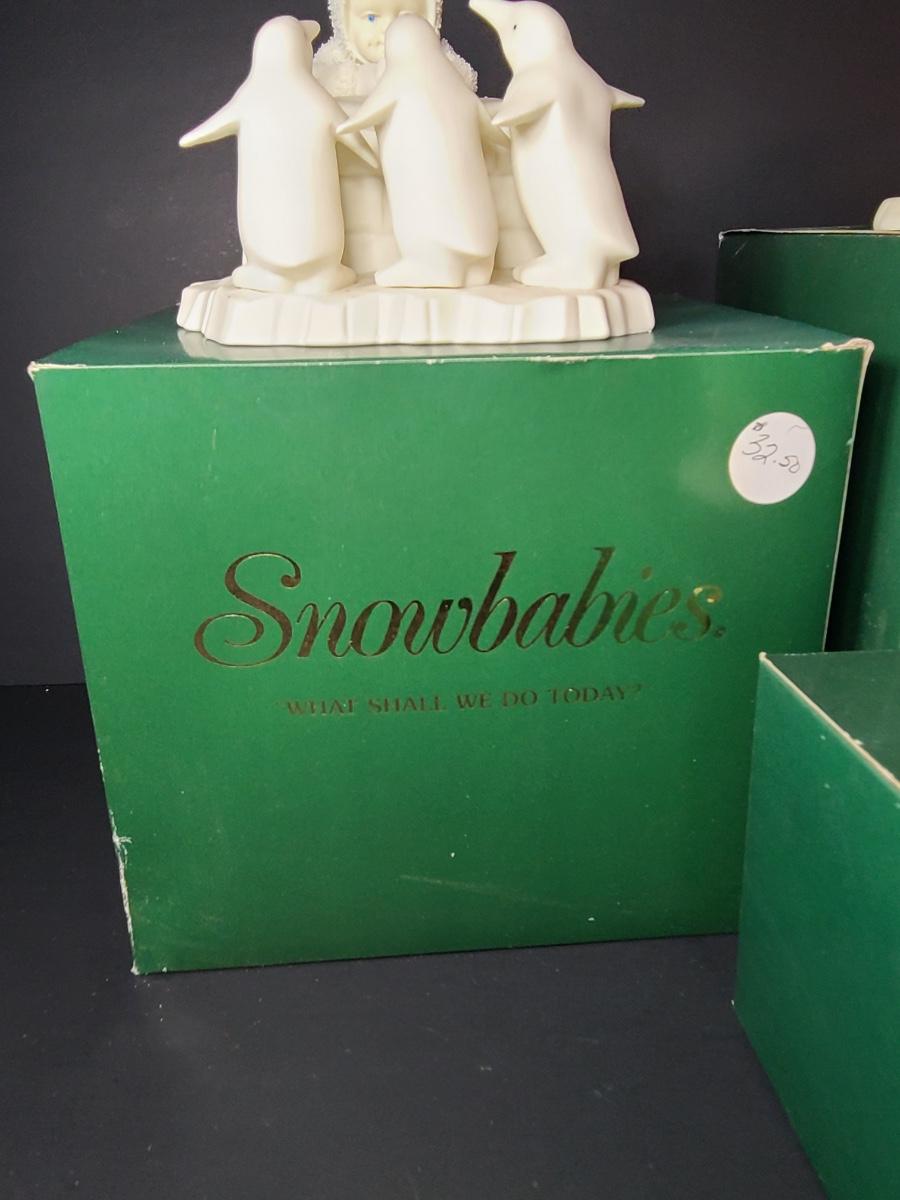 $32.50
Snowbabies®
"WHAT SHALL WE DO TODAY?"